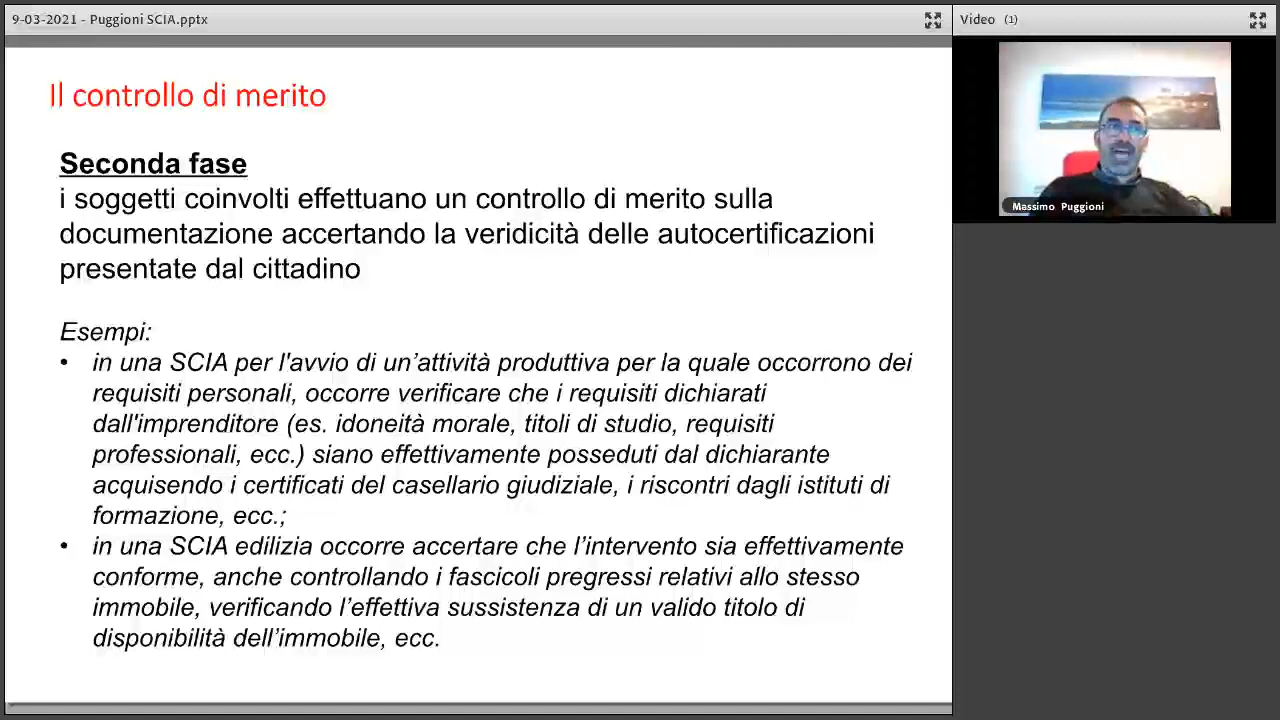 9-03-2021 - Puggioni SCIA.pptx
Video (1)
Il controllo di merito
Seconda fase
i soggetti coinvolti effettuano un controllo di merito sulla
documentazione accertando la veridicità delle autocertificazioni
presentate dal cittadino
Esempi:
• in una SCIA per l'avvio di un’attività produttiva per la quale occorrono dei
requisiti personali, occorre verificare che i requisiti dichiarati
dall'imprenditore (es. idoneità morale, titoli di studio, requisiti
professionali, ecc.) siano effettivamente posseduti dal dichiarante
acquisendo i certificati del casellario giudiziale, i riscontri dagli istituti di
formazione, ecc.;
• in una SCIA edilizia occorre accertare che l’intervento sia effettivamente
conforme, anche controllando i fascicoli pregressi relativi allo stesso
immobile, verificando l’effettiva sussistenza di un valido titolo di
disponibilità dell’immobile, ecc.
Massimo Puggioni